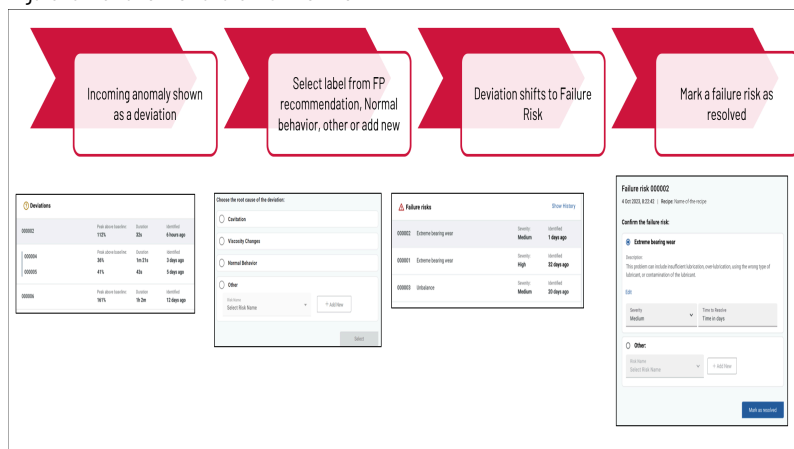 Incoming anomaly shown
as a deviation
Select label from FP
recommendation, Normal
behavior, other or add new
Deviation shifts to Failure
Risk
Mark a failure risk as
resolved
Deviations
000002
Peak above baseline
112%
Duration
33s
Identified
6 hours ago
000004
Peak above baseline
36%
Duration
1m 21s
Identified
3 days ago
000005
41%
43s
5 days ago
000006
Peak above baseline
161%
Duration
1h 2m
Identified
12 days ago
Choose the root cause of the deviation:
Cavitation
Viscosity Changes
Normal Behavior
Other
Risk Name
Select Risk Name
+ Add New
Select
Failure risks
Show History
000002 Extreme bearing wear
Severity
Medium
Identified
1 days ago
000001 Extreme bearing wear
Severity
High
Identified
32 days ago
000003 Unbalance
Severity
Medium
Identified
20 days ago
Failure risk 000002
4 Oct 2023, 8:22:42 | Recipe: Name of the recipe
Confirm the failure risk:
Extreme bearing wear
Description:
This problem can include insufficient lubrication, over-lubrication, using the wrong type of
lubricant, or contamination of the lubricant.
Edit
Severity
Medium
Time to Resolve
Time in days
Other:
Risk Name
Select Risk Name
+ Add New
Mark as resolved